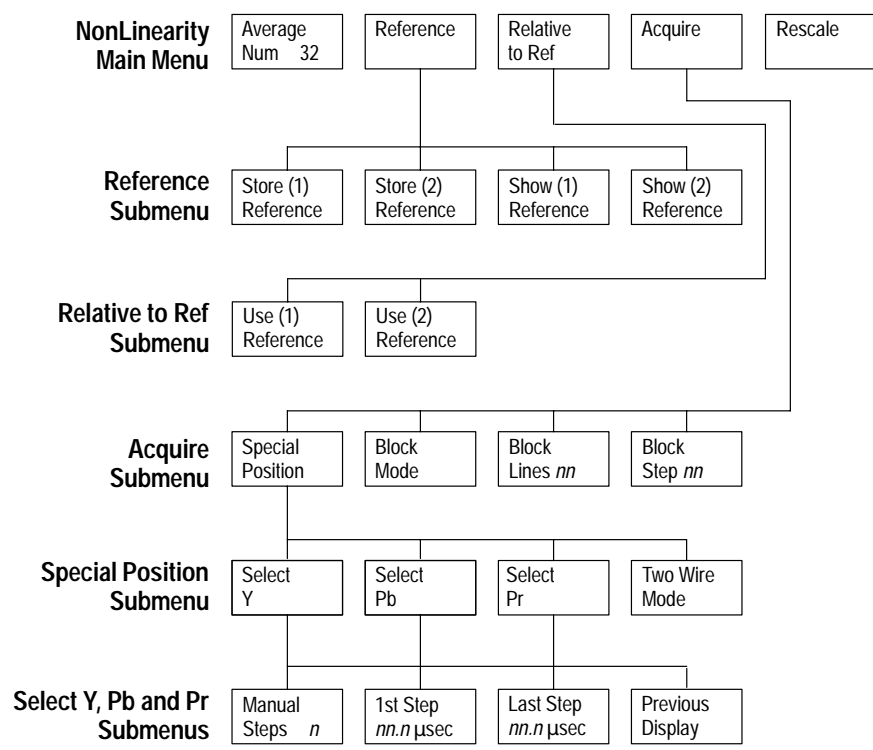 NonLinearity
Main Menu
Average
Num 32
Reference
Relative
to Ref
Acquire
Rescale
Reference
Submenu
Store (1)
Reference
Store (2)
Reference
Show (1)
Reference
Show (2)
Reference
Relative to Ref
Submenu
Use (1)
Reference
Use (2)
Reference
Acquire
Submenu
Special
Position
Block
Mode
Block
Lines nn
Block
Step nn
Special Position
Submenu
Select
Y
Select
Pb
Select
Pr
Two Wire
Mode
Select Y, Pb and Pr
Submenus
Manual
Steps n
1st Step
nn.n µsec
Last Step
nn.n µsec
Previous
Display